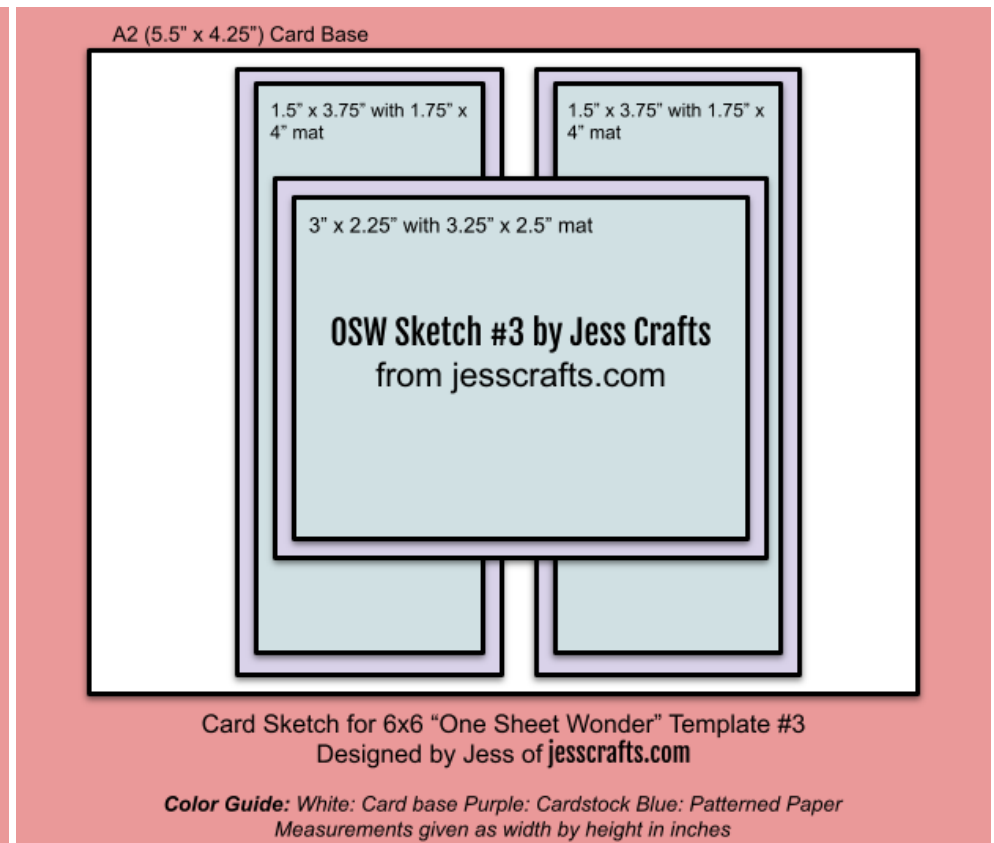 A2 (5.5” x 4.25”) Card Base
1.5” x 3.75” with 1.75” x
4” mat
1.5” x 3.75” with 1.75” x
4” mat
3” x 2.25” with 3.25” x 2.5” mat
OSW Sketch #3 by Jess Crafts
from jesscrafts.com
Card Sketch for 6x6 “One Sheet Wonder” Template #3
Designed by Jess of jesscrafts.com
Color Guide: White: Card base Purple: Cardstock Blue: Patterned Paper
Measurements given as width by height in inches